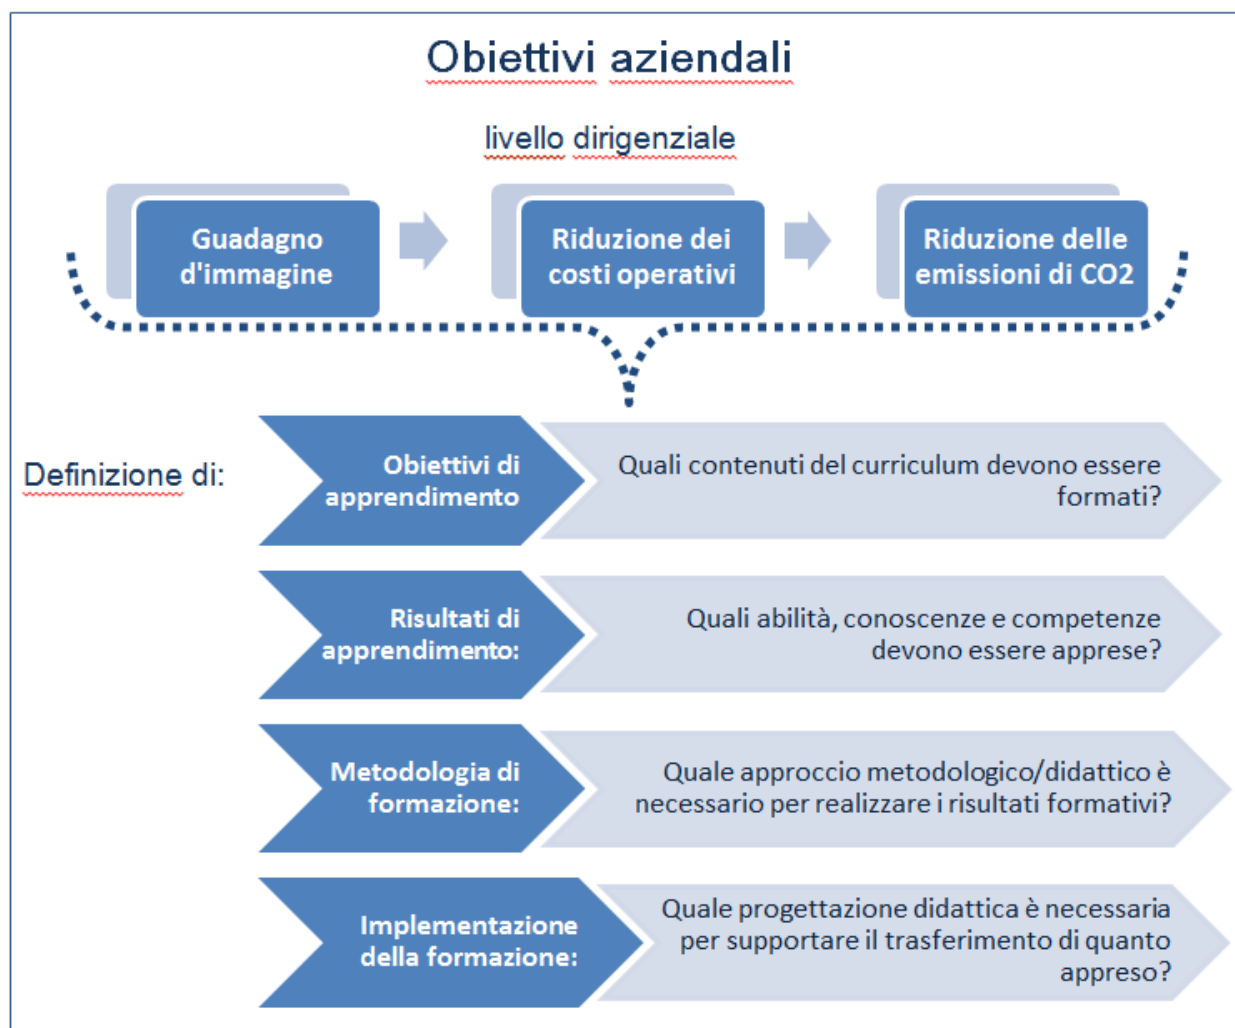 Obiettivi aziendali
livello dirigenziale
Guadagno
d'immagine
Riduzione dei
costi operativi
Riduzione delle
emissioni di CO2
Definizione di:
Obiettivi di
apprendimento
Quali contenuti del curriculum devono essere
formati?
Risultati di
apprendimento:
Quali abilità, conoscenze e competenze
devono essere apprese?
Metodologia di
formazione:
Quale approccio metodologico/didattico è
necessario per realizzare i risultati formativi?
Implementazione
della formazione:
Quale progettazione didattica è necessaria
per supportare il trasferimento di quanto
appreso?